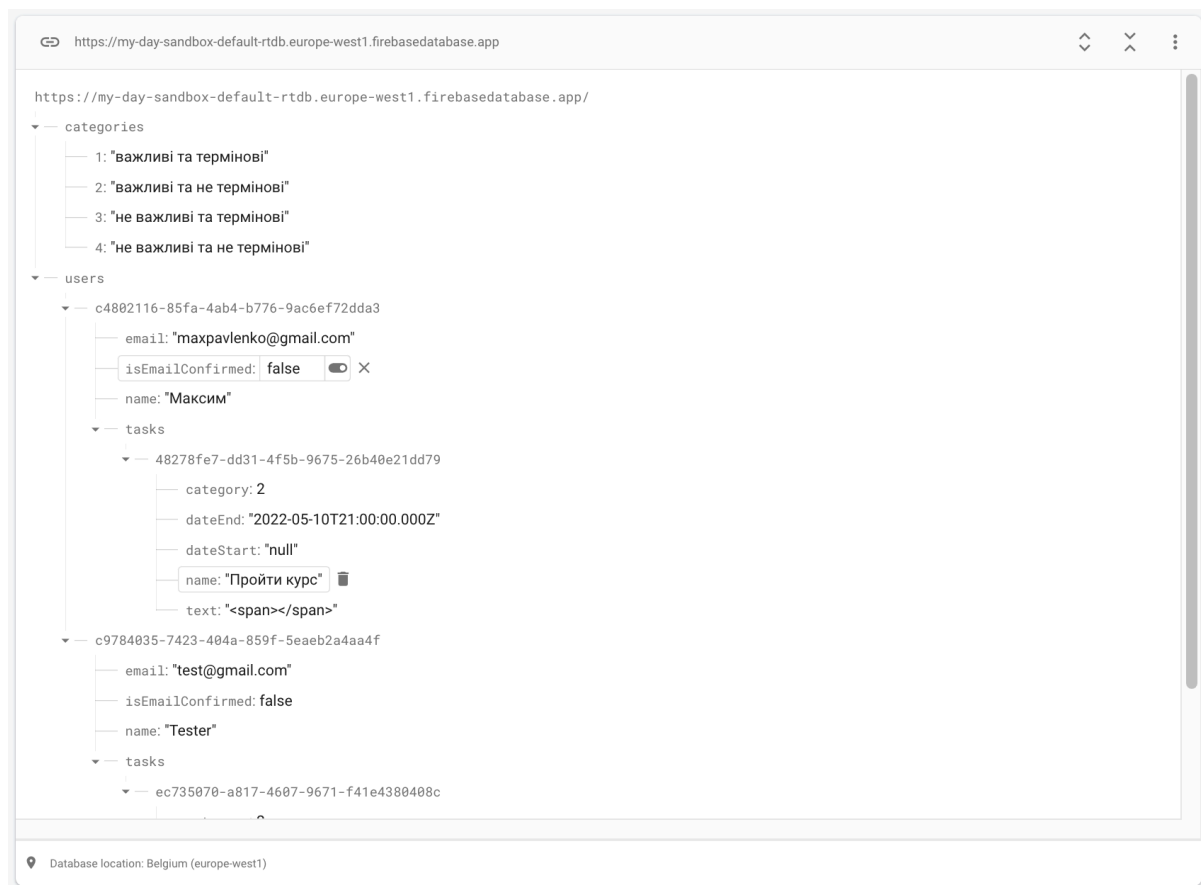 https://my-day-sandbox-default-rtdb.europe-west1.firebasedatabase.app
https://my-day-sandbox-default-rtdb.europe-west1.firebasedatabase.app/
categories
1: "важливі та термінові"
2: "важливі та не термінові"
3: "не важливі та термінові"
4: "не важливі та не термінові"
users
c4802116-85fa-4ab4-b776-9ac6ef72dda3
email: "maxpavlenko@gmail.com"
isEmailConfirmed: false
name: "Максим"
tasks
48278fe7-dd31-4f5b-9675-26b40e21dd79
category: 2
dateEnd: "2022-05-10T21:00:00.000Z"
dateStart: "null"
name: "Пройти курс"
text: "<span></span>"
c9784035-7423-404a-859f-5eaeb2a4aa4f
email: "test@gmail.com"
isEmailConfirmed: false
name: "Tester"
tasks
ec735070-a817-4607-9671-f41e4380408c
Database location: Belgium (europe-west1)